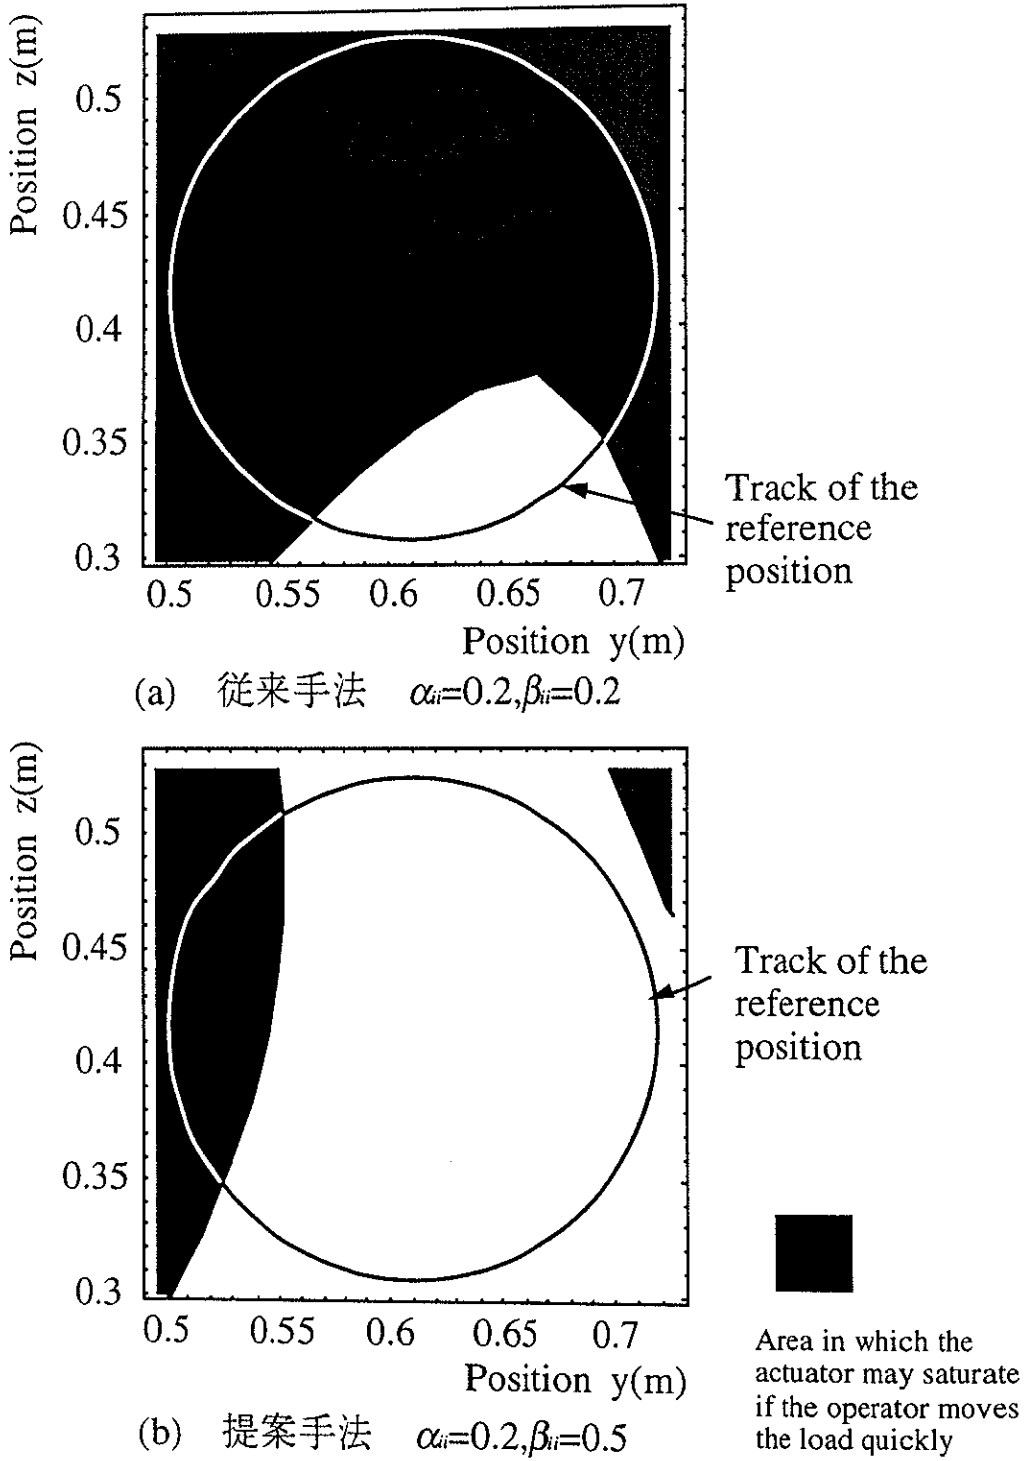 Position z(m)
0.5
0.45
0.4
0.35
0.3
0.5 0.55 0.6 0.65 0.7
Position y(m)
Track of the
reference
position
(a) 従来手法 αii=0.2,βii=0.2
Position z(m)
0.5
0.45
0.4
0.35
0.3
0.5 0.55 0.6 0.65 0.7
Position y(m)
Track of the
reference
position
(b) 提案手法 αii=0.2,βii=0.5
Area in which the
actuator may saturate
if the operator moves
the load quickly